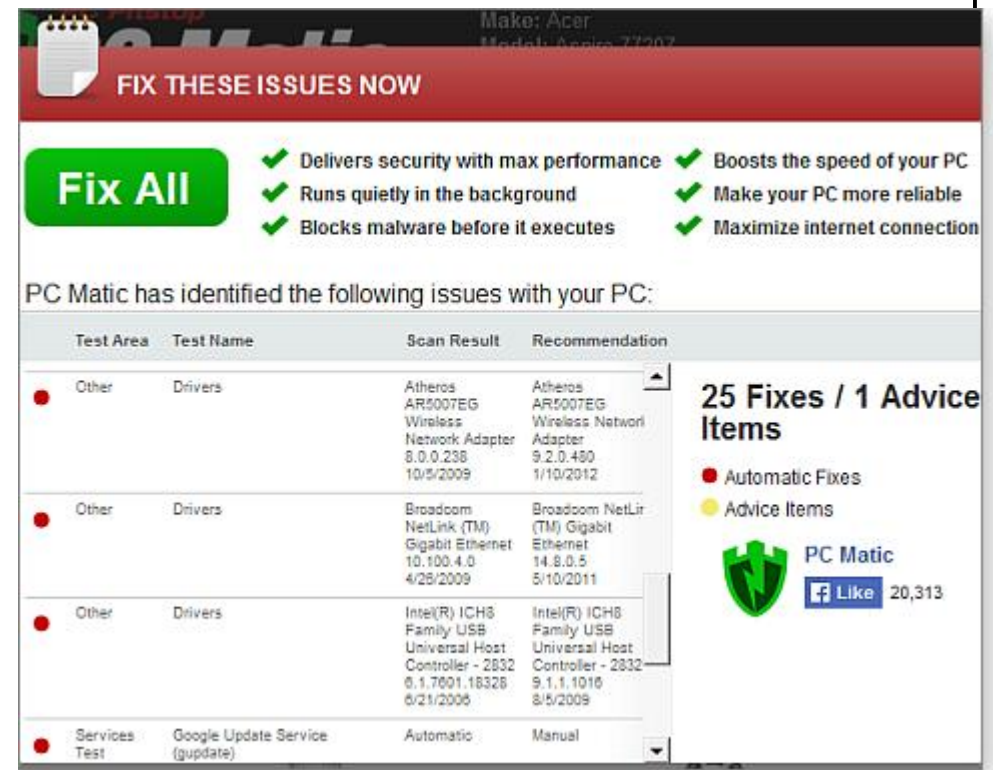 Pitstop
Make: Acer
PC Matic
Model: Aspire 7720Z
FIX THESE ISSUES NOW
Fix All
Delivers security with max performance
Runs quietly in the background
Blocks malware before it executes
Boosts the speed of your PC
Make your PC more reliable
Maximize internet connection
PC Matic has identified the following issues with your PC:
Test Area Test Name Scan Result Recommendation
Other Drivers
Atheros
AR5007EG
Wireless
Network Adapter
8.0.0.238
10/5/2009
Atheros
AR5007EG
Wireless Network
Adapter
9.2.0.480
1/10/2012
Other Drivers
Broadcom
NetLink (TM)
Gigabit Ethernet
10.100.4.0
4/26/2009
Broadcom NetLin
(TM) Gigabit
Ethernet
14.8.0.5
5/10/2011
Other Drivers
Intel(R) ICH8
Family USB
Universal Host
Controller - 2832
6.1.7601.18328
6/21/2006
Intel(R) ICH8
Family USB
Universal Host
Controller - 2832
9.1.1.1016
8/5/2009
Services
Test
Google Update Service
(gupdate)
Automatic
Manual
25 Fixes / 1 Advice
Items
Automatic Fixes
Advice Items
PC Matic
Like 20,313